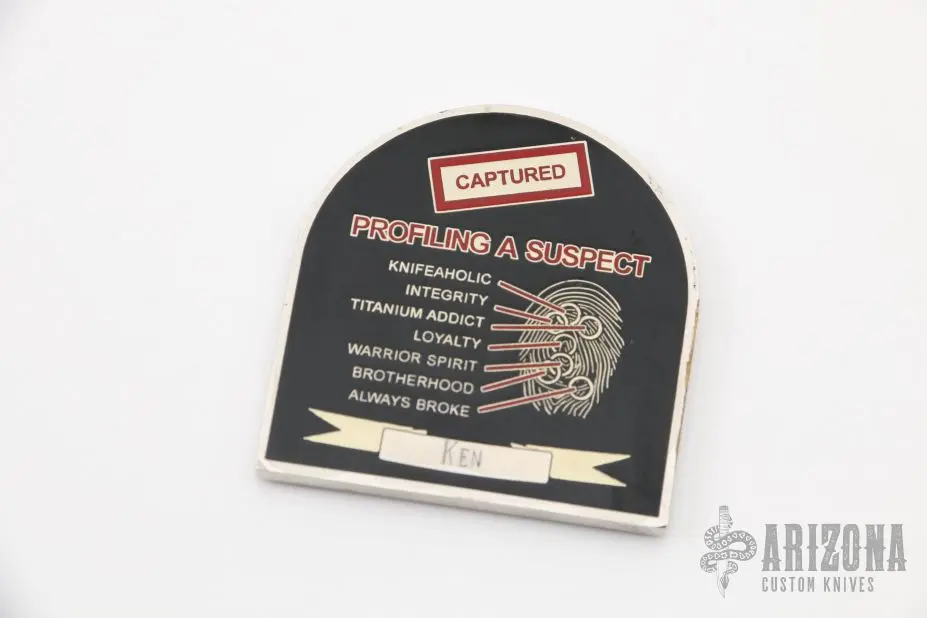 CAPTURED
PROFILING A SUSPECT
KNIFEAHOLIC
INTEGRITY
TITANIUM ADDICT
LOYALTY
WARRIOR SPIRIT
BROTHERHOOD
ALWAYS BROKE
KEN
ARIZONA
CUSTOM KNIVES